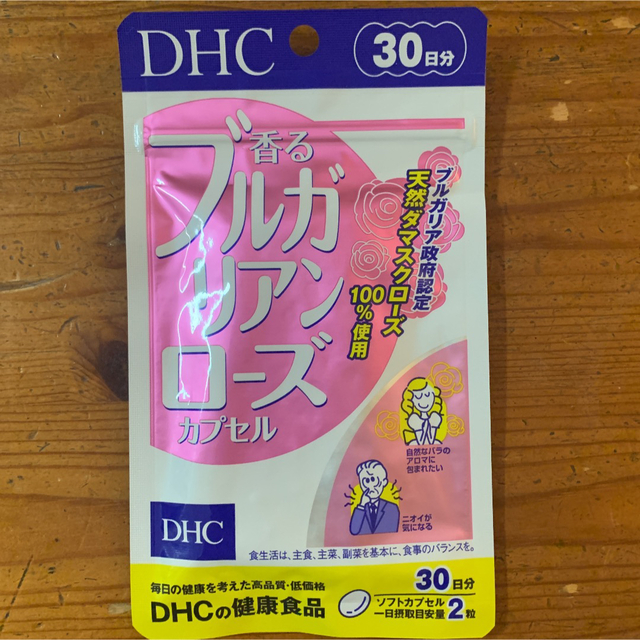 DHC
30日分
香る
ブルガ
リアン
ローズ
カプセル
ブルガリア政府認定
天然ダマスクローズ
100%使用
自然なバラの
アロマに
包まれたい
ニオイが
気になる
DHC
食生活は、主食、主菜、副菜を基本に、食事のバランスを。
毎日の健康を考えた高品質・低価格
DHCの健康食品
30日分
ソフトカプセル
一日摂取目安量2粒